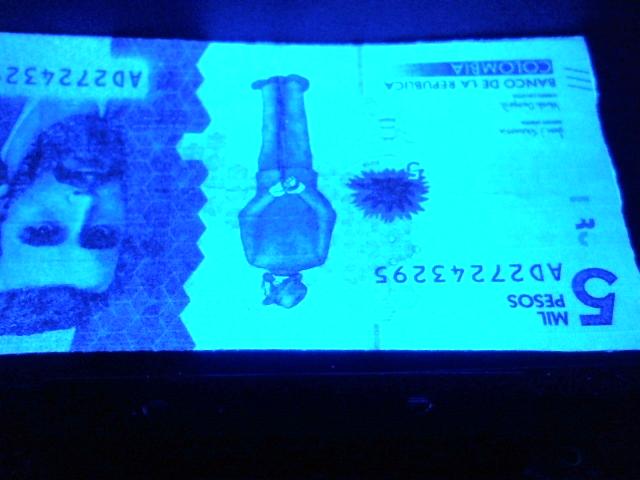 5
MIL
PESOS
AD27243295
5
BANCO DE LA REPUBLICA
COLOMBIA
AD2724329